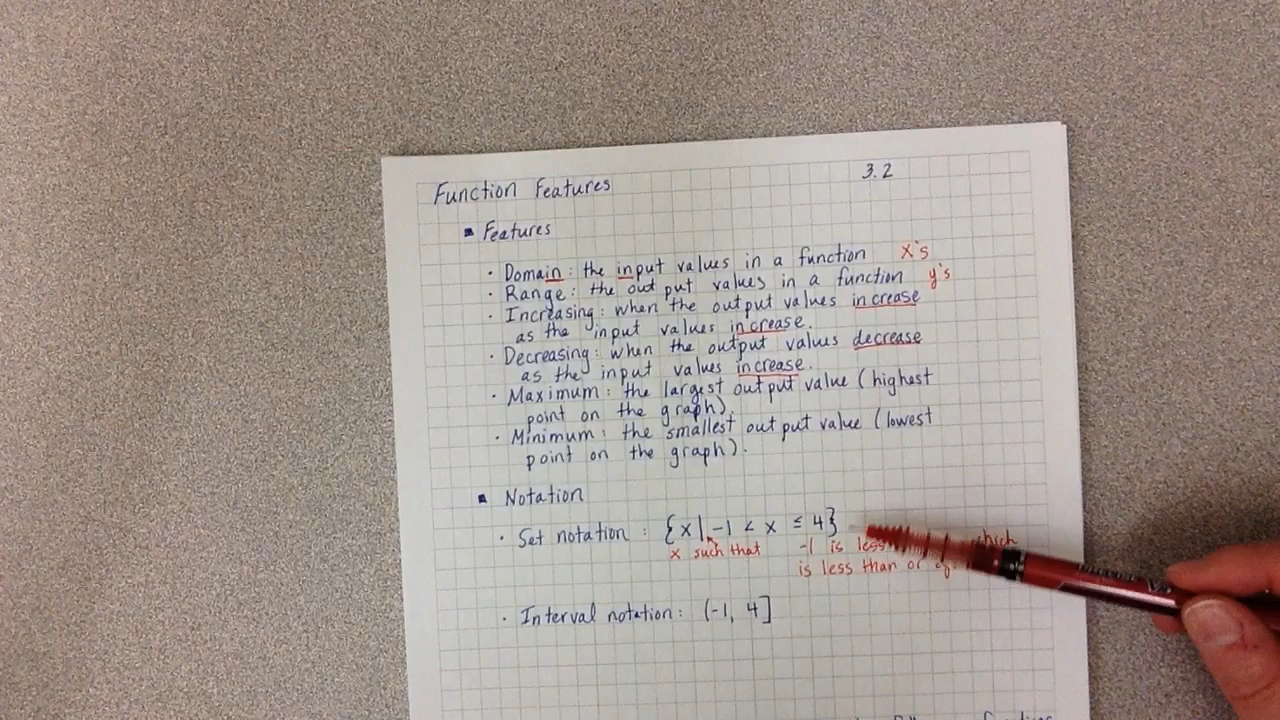 Function Features 3.2
▪ Features
· Domain: the input values in a function x's
· Range: the output values in a function y's
· Increasing: when the output values increase
as the input values increase.
· Decreasing: when the output values decrease
as the input values increase.
· Maximum: the largest output value (highest
point on the graph).
· Minimum: the smallest output value (lowest
point on the graph).
▪ Notation
· Set notation: {x|-1 < x ≤ 4}
x such that -1 is less which
is less than or
· Interval notation: (-1, 4]